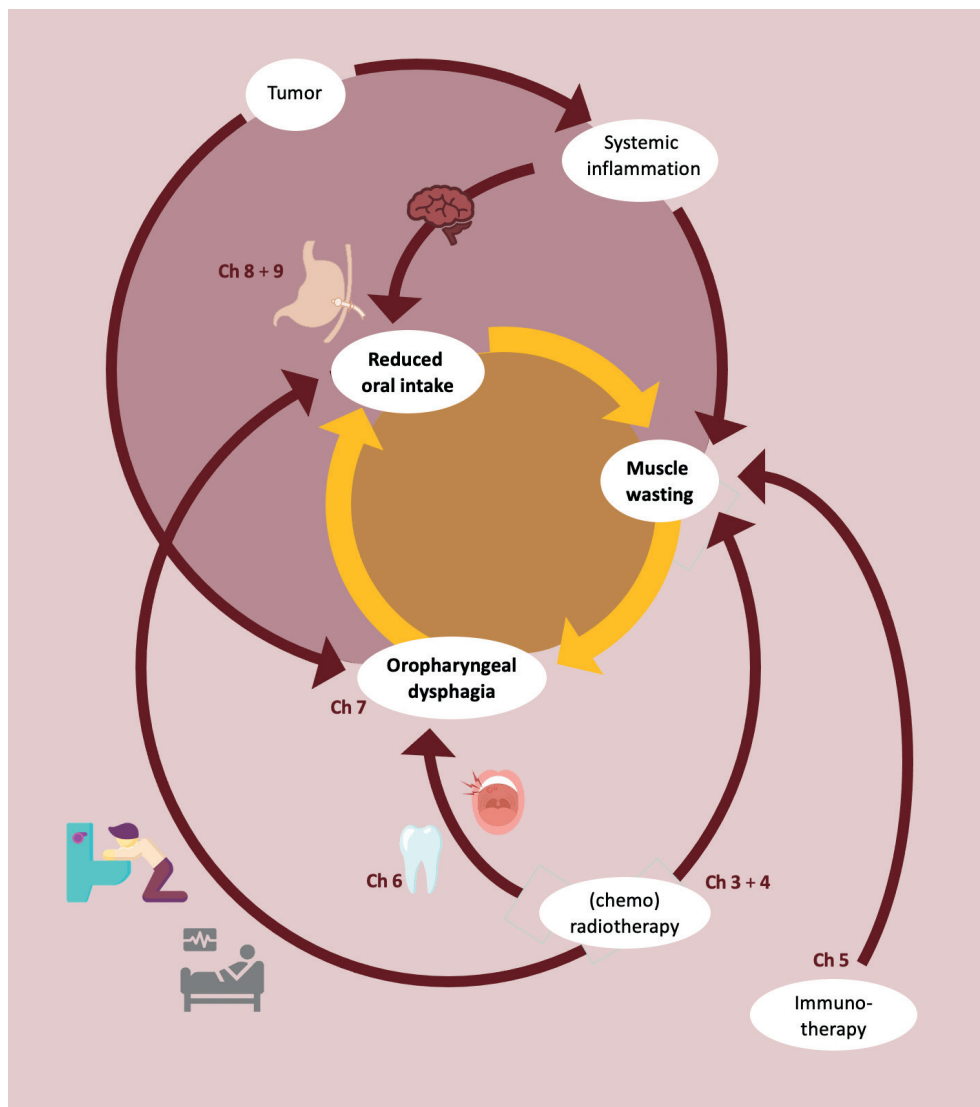 Tumor
Systemic
inflammation
Ch 8 + 9
Reduced
oral intake
Muscle
wasting
Oropharyngeal
dysphagia
Ch 7
Ch 6
(chemo)
radiotherapy
Ch 3 + 4
Ch 5
Immuno-
therapy